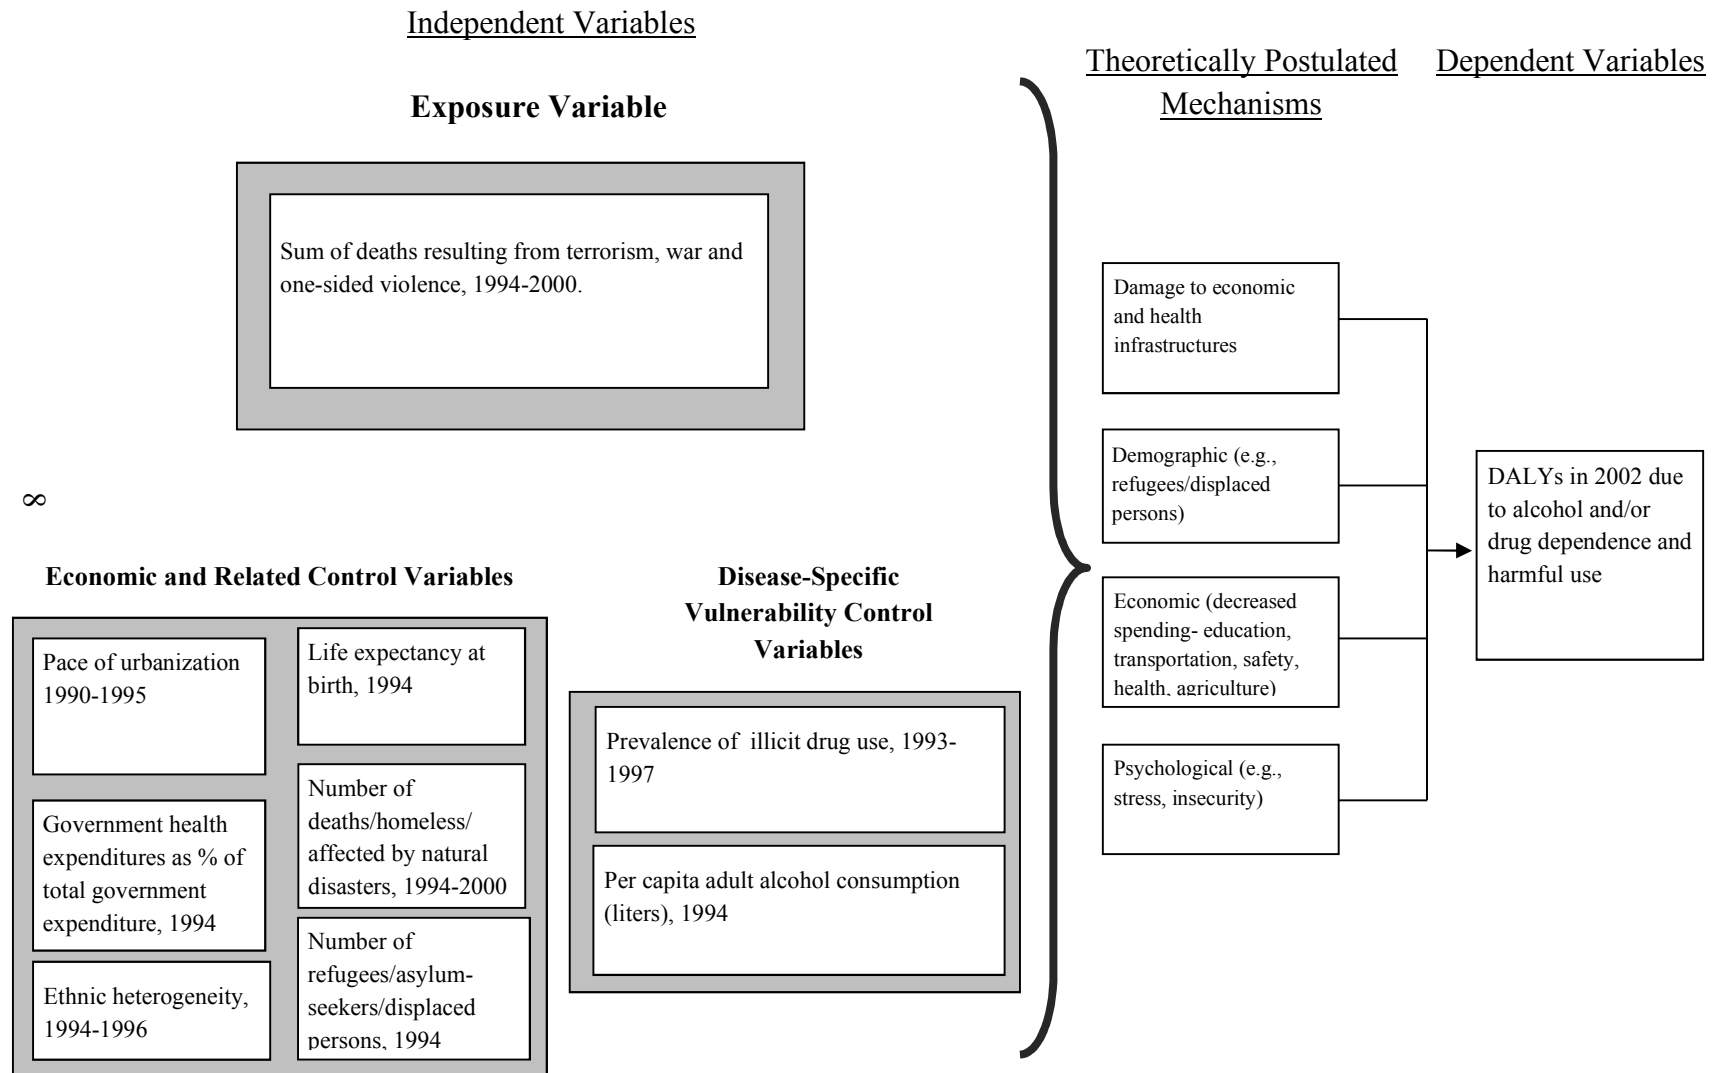 Independent Variables
Theoretically Postulated
Mechanisms
Dependent Variables
Exposure Variable
Sum of deaths resulting from terrorism, war and
one-sided violence, 1994-2000.
∞
Economic and Related Control Variables
Pace of urbanization
1990-1995
Government health
expenditures as % of
total government
expenditure, 1994
Ethnic heterogeneity,
1994-1996
Life expectancy at
birth, 1994
Number of
deaths/homeless/
affected by natural
disasters, 1994-2000
Number of
refugees/asylum-
seekers/displaced
persons, 1994
Disease-Specific
Vulnerability Control
Variables
Prevalence of illicit drug use, 1993-
1997
Per capita adult alcohol consumption
(liters), 1994
Damage to economic
and health
infrastructures
Demographic (e.g.,
refugees/displaced
persons)
Economic (decreased
spending- education,
transportation, safety,
health, agriculture)
Psychological (e.g.,
stress, insecurity)
DALYs in 2002 due
to alcohol and/or
drug dependence and
harmful use